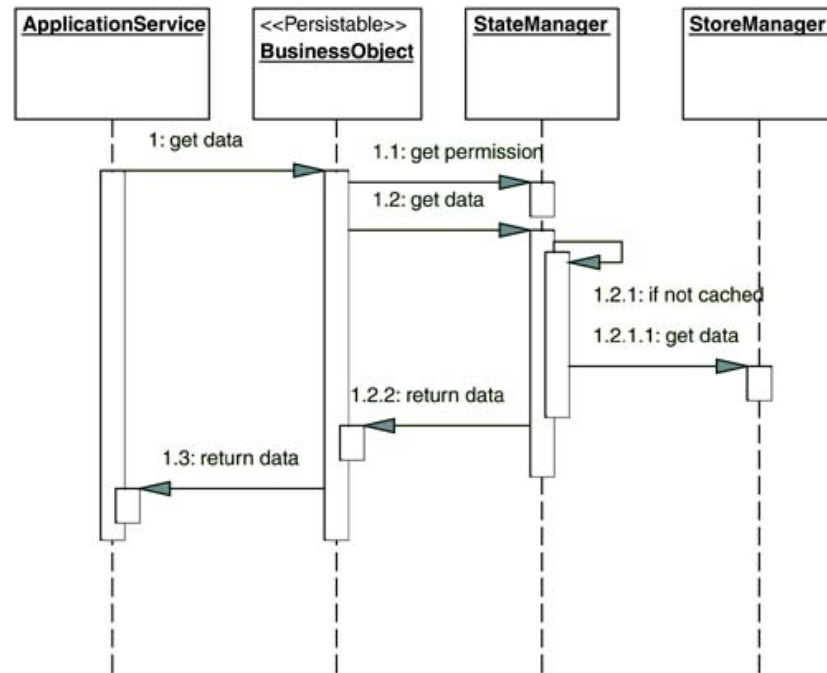 ApplicationService
<<Persistable>>
BusinessObject
StateManager
StoreManager
1: get data
1.1: get permission
1.2: get data
1.2.1: if not cached
1.2.1.1: get data
1.2.2: return data
1.3: return data